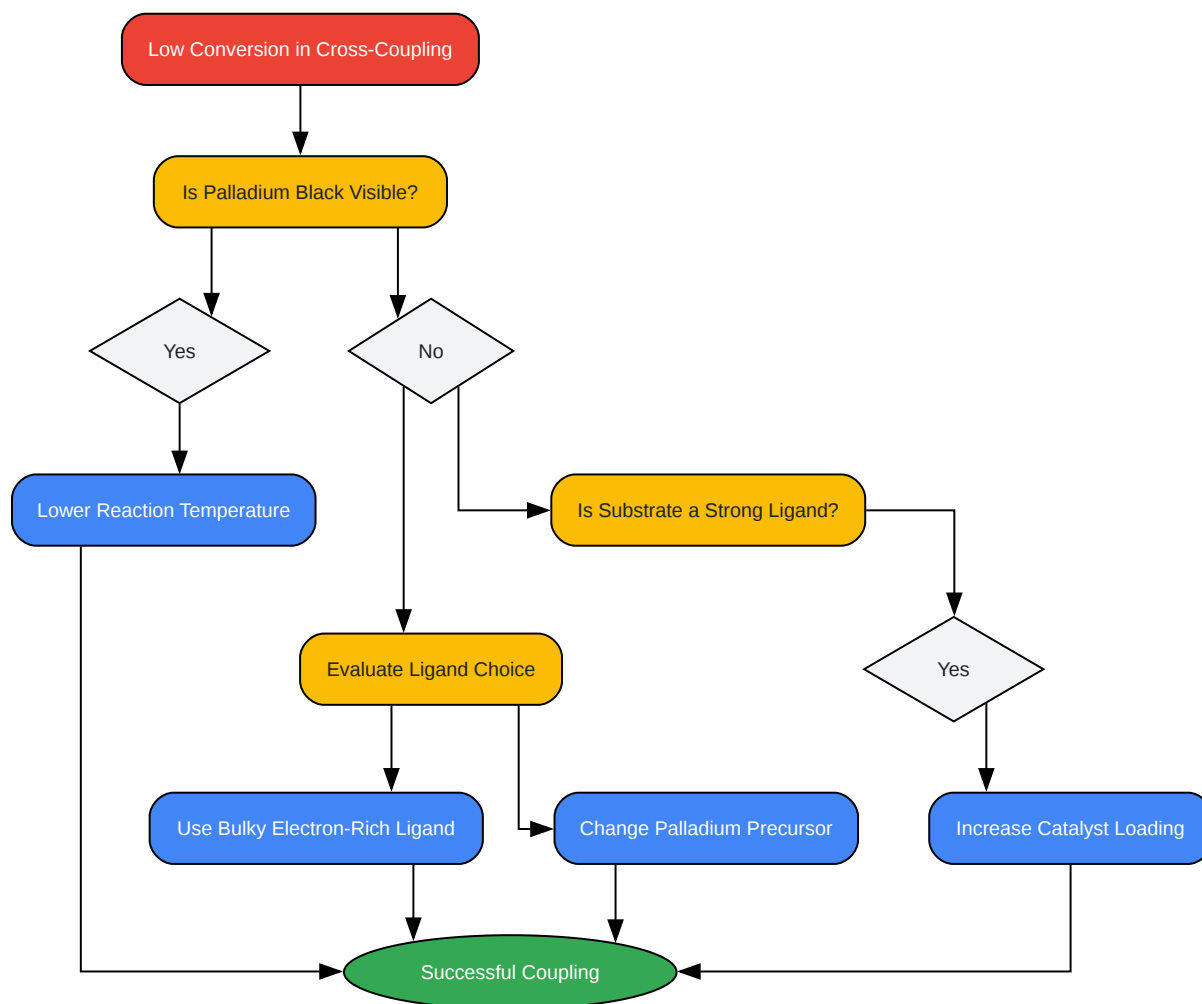 Low Conversion in Cross-Coupling
Is Palladium Black Visible?
Yes
No
Lower Reaction Temperature
Is Substrate a Strong Ligand?
Evaluate Ligand Choice
Yes
Use Bulky Electron-Rich Ligand
Change Palladium Precursor
Increase Catalyst Loading
Successful Coupling